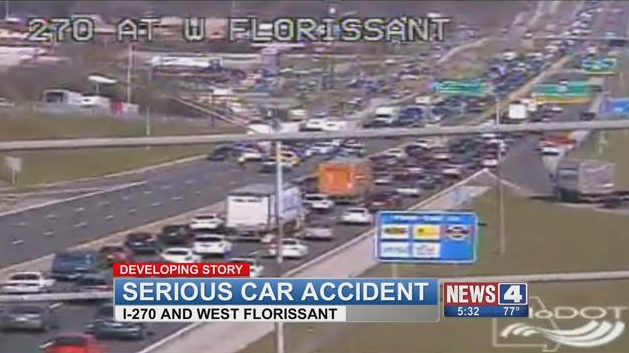 270 AT W FLORISSANT
DEVELOPING STORY
SERIOUS CAR ACCIDENT
I-270 AND WEST FLORISSANT
NEWS 4
5:32 77°
MoDOT